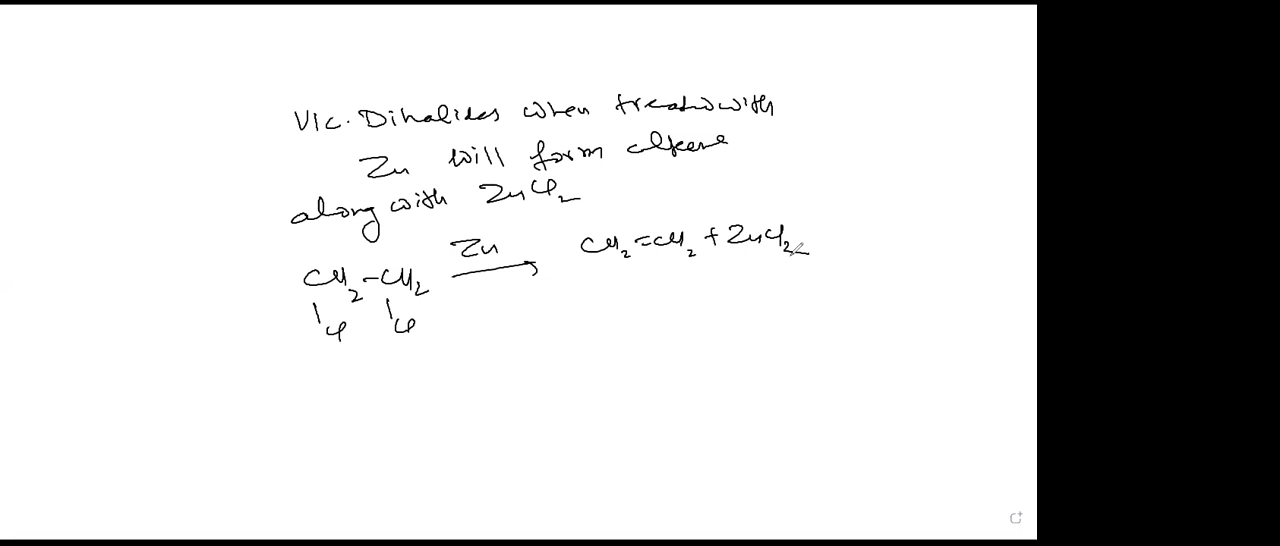 Vic. Dihalides when treated with
Zn will form alkene
along with ZnCl2
CH2-CH2 Zn → CH2=CH2 + ZnCl2
| Cl | Cl